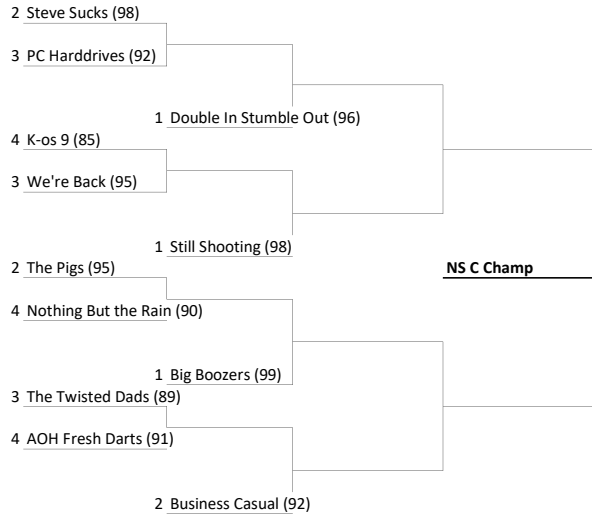 2 Steve Sucks (98)
3 PC Harddrives (92)
1 Double In Stumble Out (96)
4 K-os 9 (85)
3 We're Back (95)
1 Still Shooting (98)
2 The Pigs (95)
NS C Champ
4 Nothing But the Rain (90)
1 Big Boozers (99)
3 The Twisted Dads (89)
4 AOH Fresh Darts (91)
2 Business Casual (92)